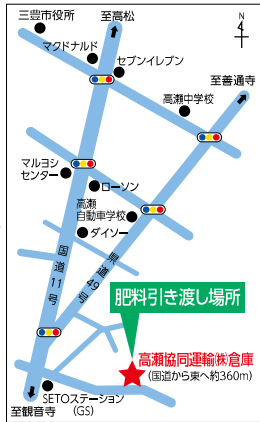 三豊市役所
至高松
N
4
マクドナルド
セブンイレブン
至善通寺
高瀬中学校
マルヨシ
センター
ローソン
高瀬
自動車学校
ダイソー
国道11号
県道49号
肥料引き渡し場所
高瀬協同運輸㈱倉庫
(国道から東へ約360m)
SETOステーション
(GS)
至観音寺